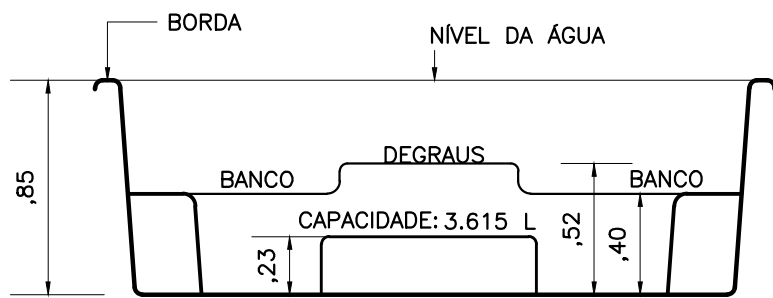 BORDA
NÍVEL DA ÁGUA
DEGRAUS
BANCO
BANCO
,85
CAPACIDADE: 3.615 L
,52
,40
,23